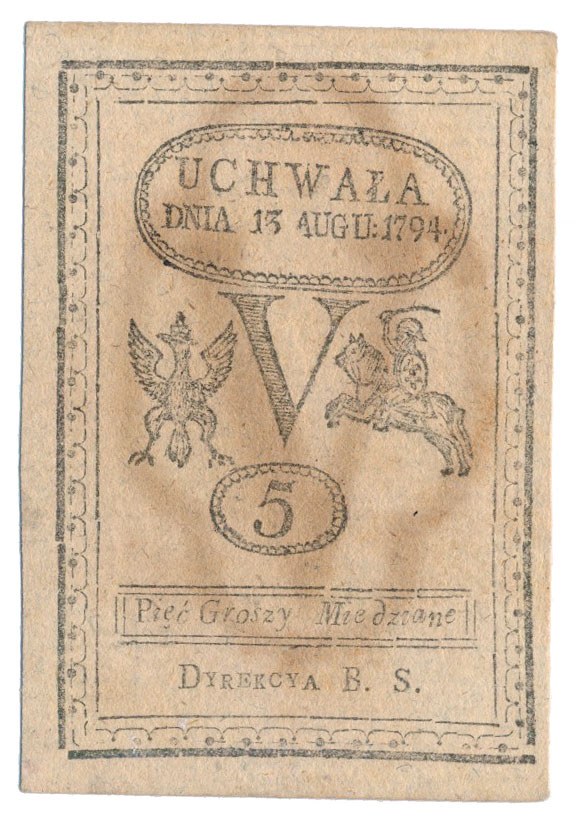 UCHWAŁA
DNIA 13 AUGU: 1794.
V
5
Pięć Groszy Miedziane
DYREKCYA B. S.